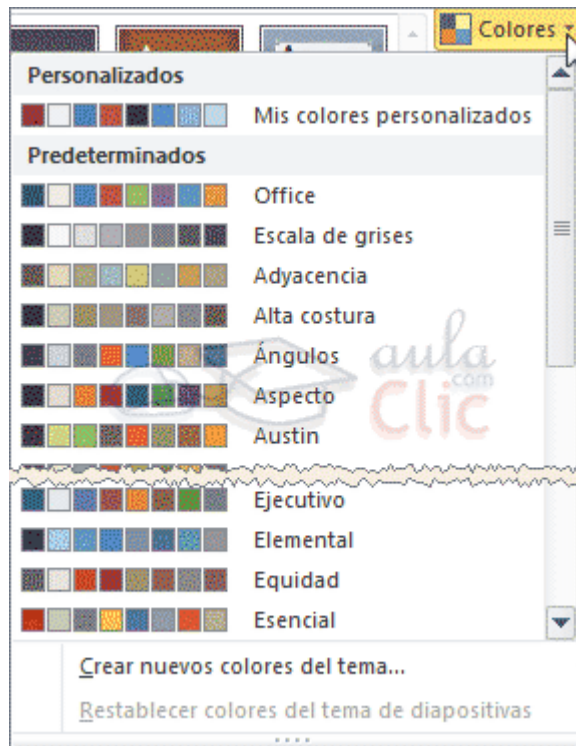 Colores
Personalizados
Mis colores personalizados
Predeterminados
Office
Escala de grises
Adyacencia
Alta costura
Ángulos
Aspecto
Austin
aula
.com
Clic
Ejecutivo
Elemental
Equidad
Esencial
Crear nuevos colores del tema...
Restablecer colores del tema de diapositivas